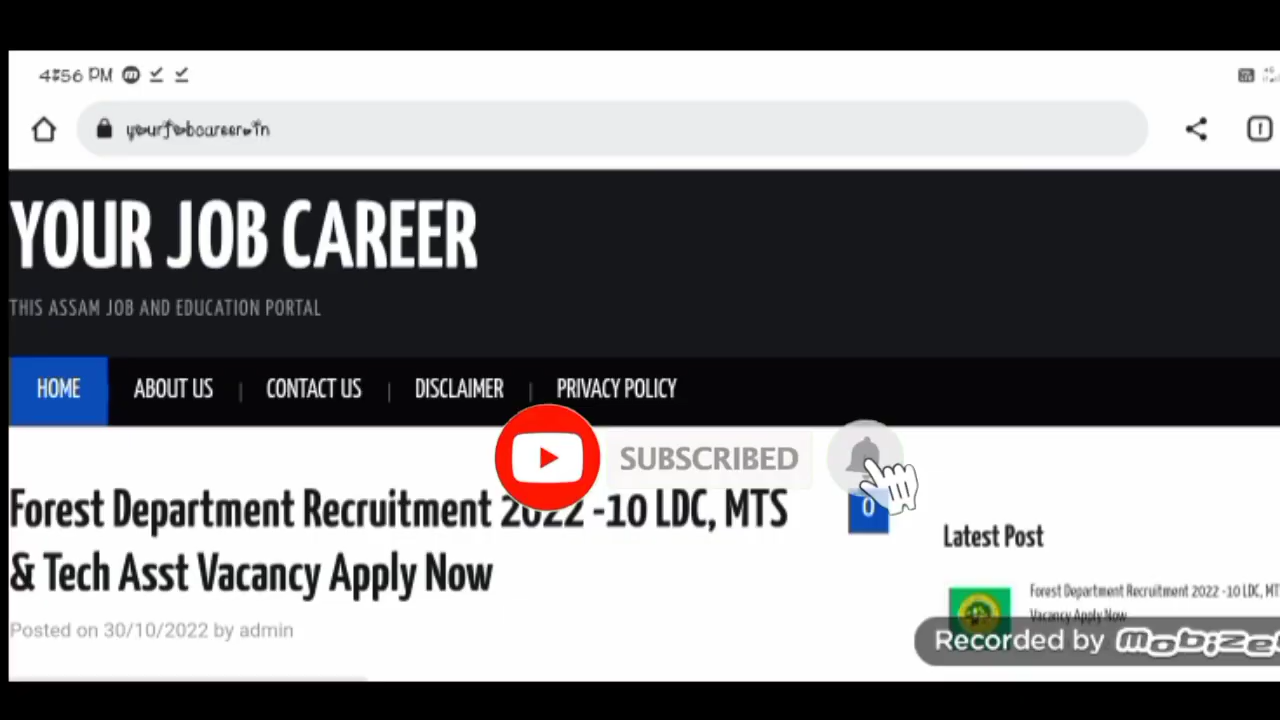 4:56 PM
yourjobcareer.in
YOUR JOB CAREER
THIS ASSAM JOB AND EDUCATION PORTAL
HOME ABOUT US | CONTACT US | DISCLAIMER | PRIVACY POLICY
SUBSCRIBED
Forest Department Recruitment 2022 -10 LDC, MTS
& Tech Asst Vacancy Apply Now
0
Posted on 30/10/2022 by admin
Latest Post
Forest Department Recruitment 2022 -10 LDC, MT
Vacancy Apply Now
Recorded by